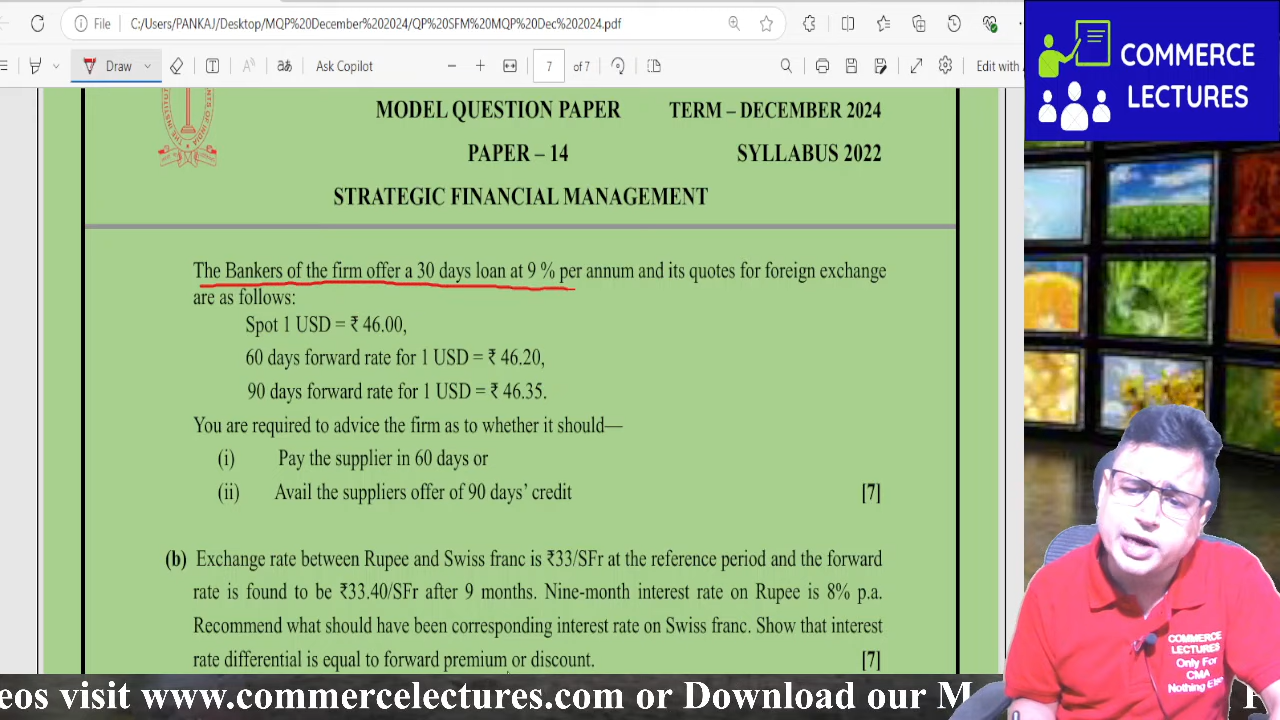 File
C:/Users/PANKAJ/Desktop/MQP%20December%202024/QP%20SFM%20MQP%20Dec%202024.pdf
Draw
Ask Copilot
7 of 7
Edit with
COMMERCE
LECTURES
MODEL QUESTION PAPER TERM – DECEMBER 2024
PAPER – 14 SYLLABUS 2022
STRATEGIC FINANCIAL MANAGEMENT
The Bankers of the firm offer a 30 days loan at 9 % per annum and its quotes for foreign exchange
are as follows:
Spot 1 USD = ₹ 46.00,
60 days forward rate for 1 USD = ₹ 46.20,
90 days forward rate for 1 USD = ₹ 46.35.
You are required to advice the firm as to whether it should—
(i) Pay the supplier in 60 days or
(ii) Avail the suppliers offer of 90 days’ credit [7]
(b) Exchange rate between Rupee and Swiss franc is ₹33/SFr at the reference period and the forward
rate is found to be ₹33.40/SFr after 9 months. Nine-month interest rate on Rupee is 8% p.a.
Recommend what should have been corresponding interest rate on Swiss franc. Show that interest
rate differential is equal to forward premium or discount. [7]
COMMERCE
LECTURES
Only For
CMA
Nothing
eos visit www.commercelectures.com or Download our M